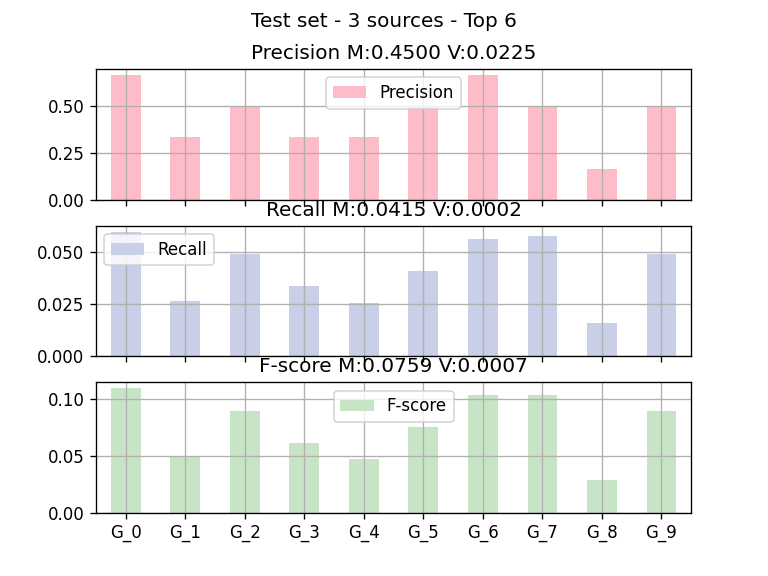 Test set - 3 sources - Top 6
Precision M:0.4500 V:0.0225
0.50
0.25
0.00
Precision
Recall M:0.0415 V:0.0002
0.050
0.025
0.000
Recall
F-score M:0.0759 V:0.0007
0.10
0.05
0.00
F-score
G_0 G_1 G_2 G_3 G_4 G_5 G_6 G_7 G_8 G_9